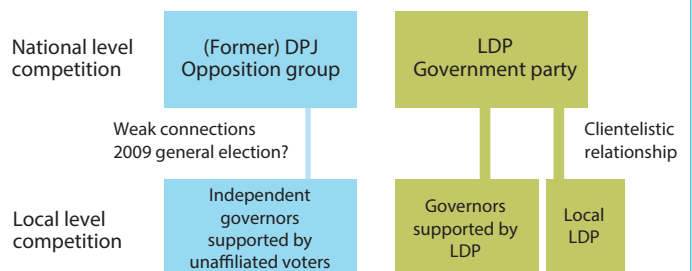 National level
competition
(Former) DPJ
Opposition group
LDP
Government party
Weak connections
2009 general election?
Clientelistic
relationship
Local level
competition
Independent
governors
supported by
unaffiliated voters
Governors
supported by
LDP
Local
LDP